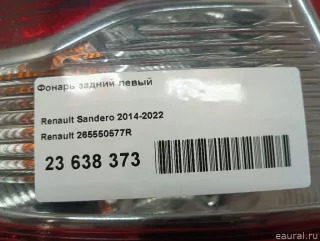 Фонарь задний левый
Renault Sandero 2014-2022
Renault 265550577R
23 638 373
eaural.ru